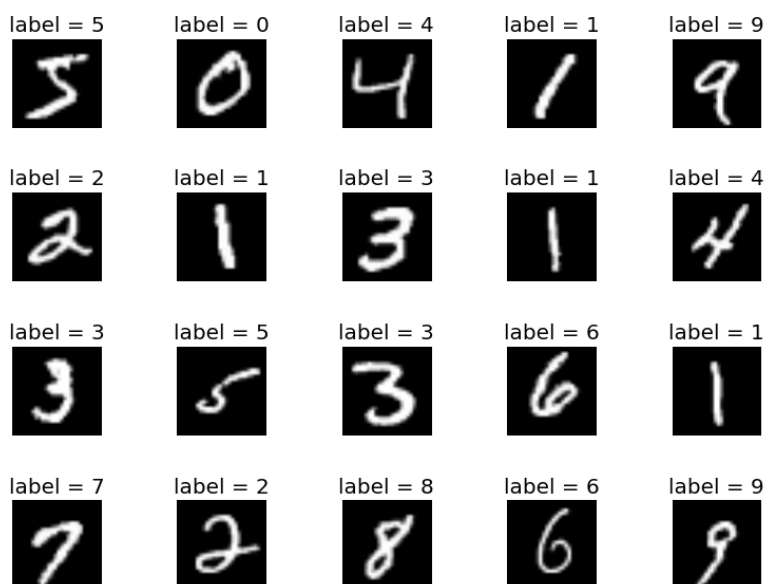 label = 5 label = 0 label = 4 label = 1 label = 9
5 0 4 1 9
label = 2 label = 1 label = 3 label = 1 label = 4
2 1 3 1 4
label = 3 label = 5 label = 3 label = 6 label = 1
3 5 3 6 1
label = 7 label = 2 label = 8 label = 6 label = 9
7 2 8 6 9